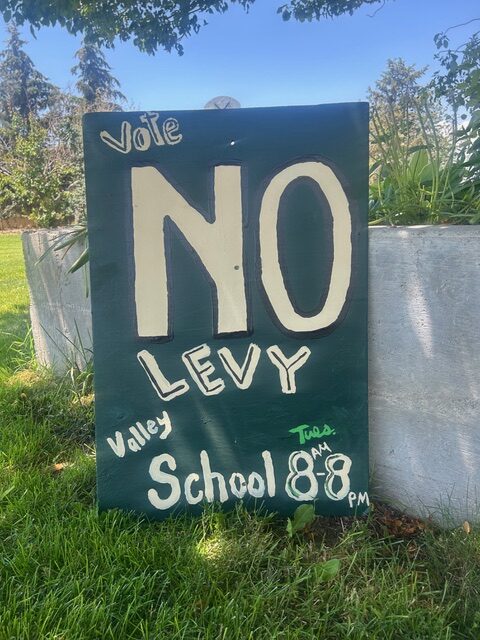 Vote
NO
LEVY
Valley
Tues.
School 8AM-8PM